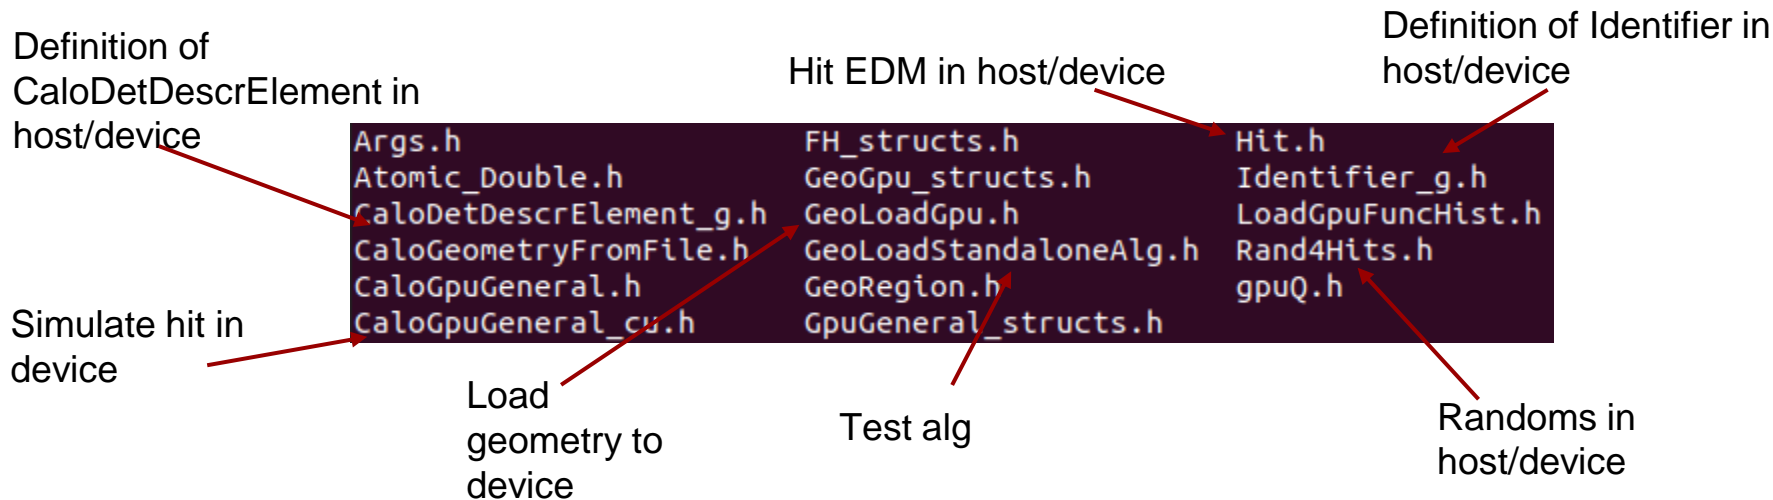 Definition of
CaloDetDescrElement in
host/device
Hit EDM in host/device
Definition of Identifier in
host/device
Args.h FH_structs.h Hit.h
Atomic_Double.h GeoGpu_structs.h Identifier_g.h
CaloDetDescrElement_g.h GeoLoadGpu.h LoadGpuFuncHist.h
CaloGeometryFromFile.h GeoLoadStandaloneAlg.h Rand4Hits.h
CaloGpuGeneral.h GeoRegion.h gpuQ.h
CaloGpuGeneral_cu.h GpuGeneral_structs.h
Simulate hit in
device
Load
geometry to
device
Test alg
Randoms in
host/device